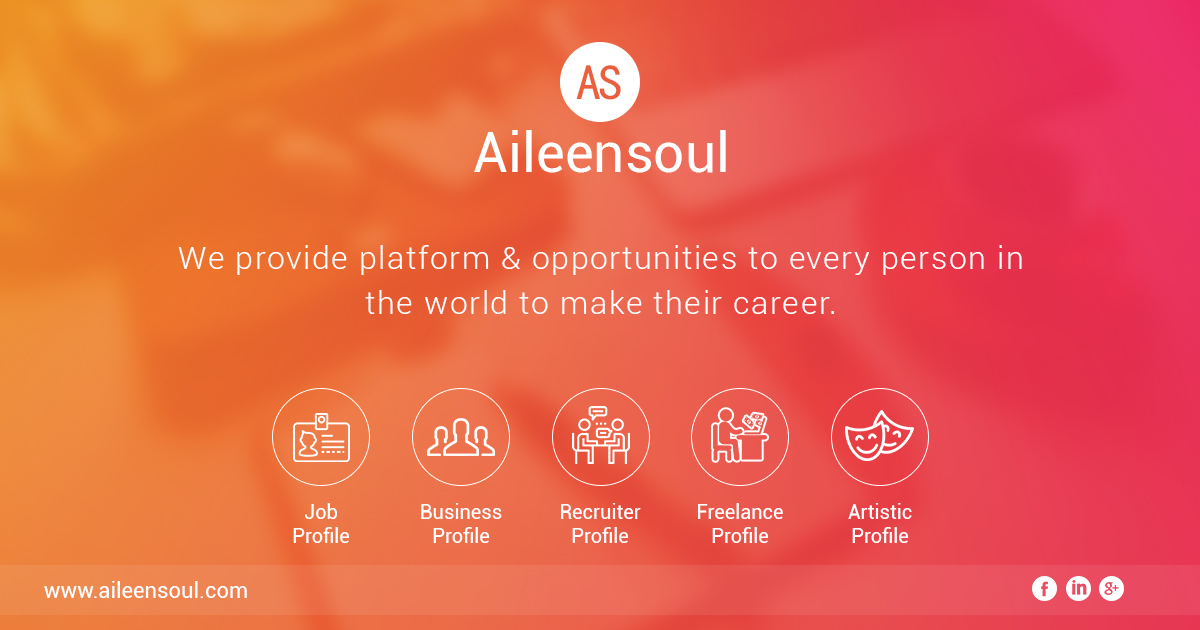 AS
Aileensoul
We provide platform & opportunities to every person in
the world to make their career.
Job
Profile
Business
Profile
Recruiter
Profile
Freelance
Profile
Artistic
Profile
www.aileensoul.com
f in g+